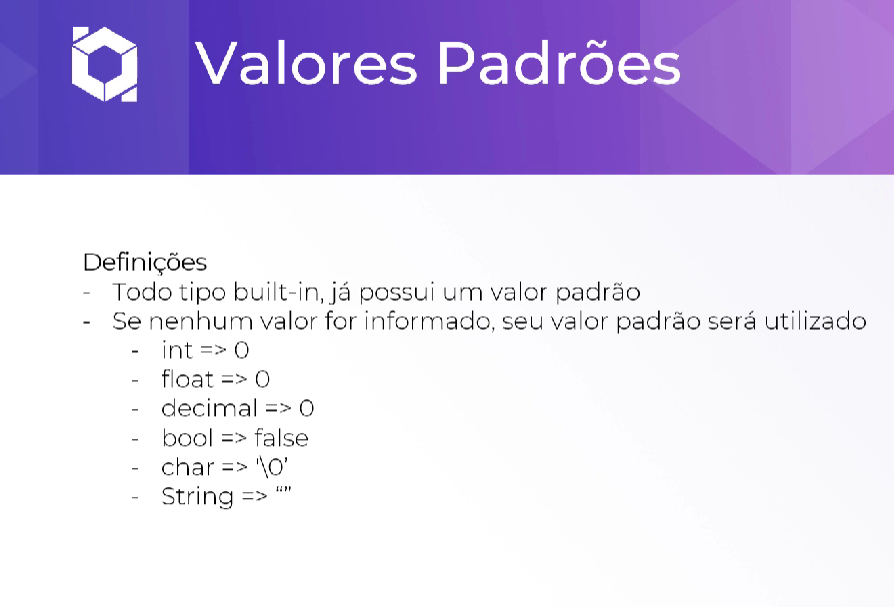 Valores Padrões
Definições
- Todo tipo built-in, já possui um valor padrão
- Se nenhum valor for informado, seu valor padrão será utilizado
- int => 0
- float => 0
- decimal => 0
- bool => false
- char => ‘\0’
- String => “”